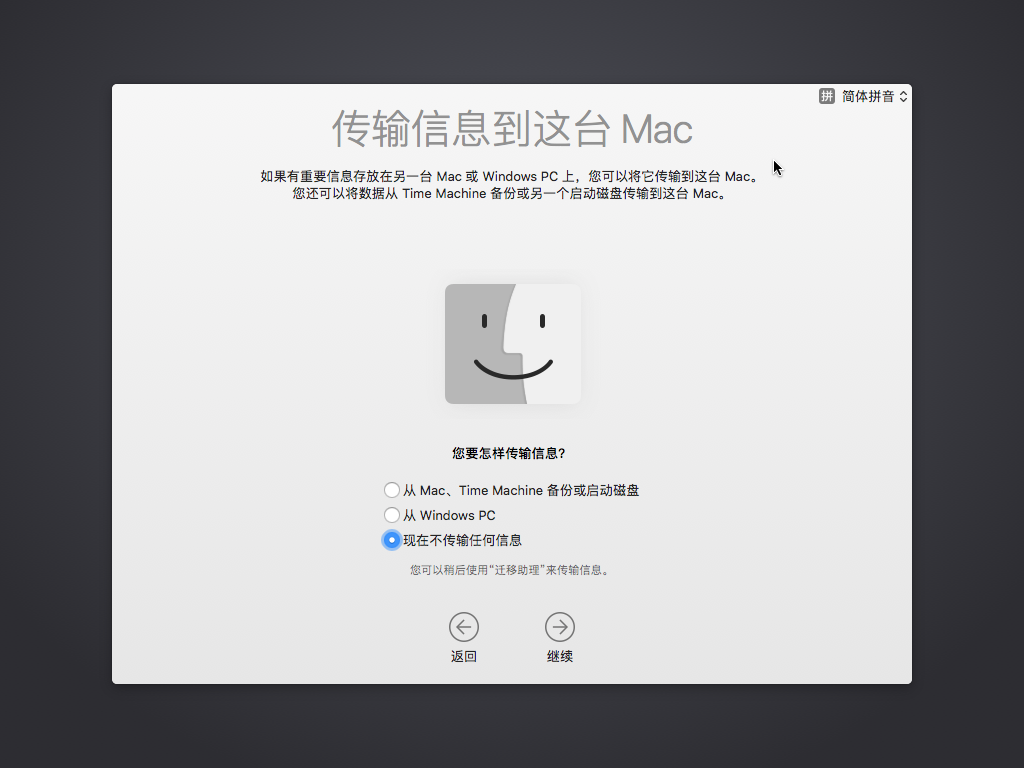 拼 简体拼音
传输信息到这台 Mac
如果有重要信息存放在另一台 Mac 或 Windows PC 上，您可以将它传输到这台 Mac。
您还可以将数据从 Time Machine 备份或另一个启动磁盘传输到这台 Mac。
您要怎样传输信息?
从 Mac、Time Machine 备份或启动磁盘
从 Windows PC
现在不传输任何信息
您可以稍后使用“迁移助理”来传输信息。
返回
继续